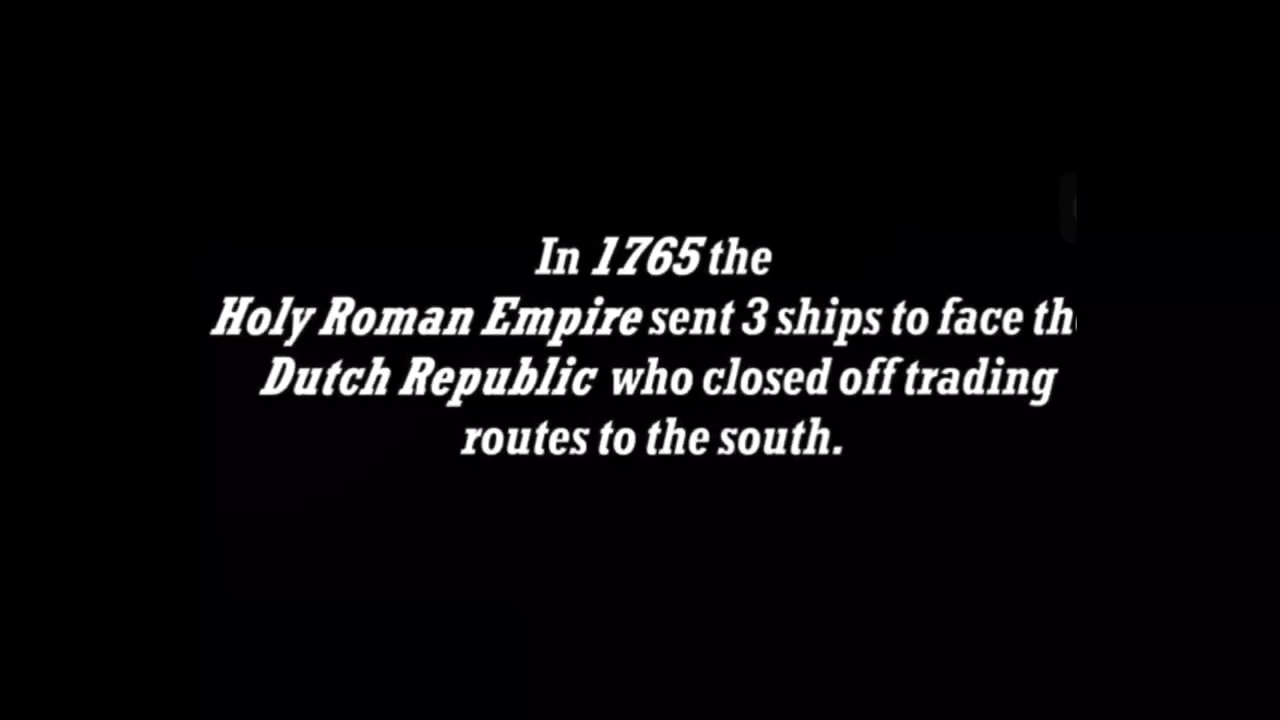 In 1765 the
Holy Roman Empire sent 3 ships to face th
Dutch Republic who closed off trading
routes to the south.